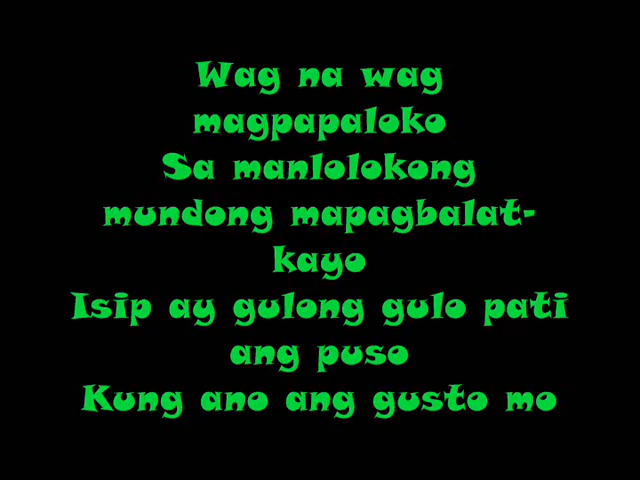 Wag na wag
magpapaloko
Sa manlolokong
mundong mapagbalat-
kayo
Isip ay gulong gulo pati
ang puso
Kung ano ang gusto mo